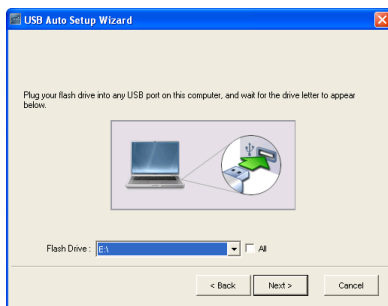 USB Auto Setup Wizard
Plug your flash drive into any USB port on this computer, and wait for the drive letter to appear
below.
Flash Drive : E:\ All
< Back Next > Cancel